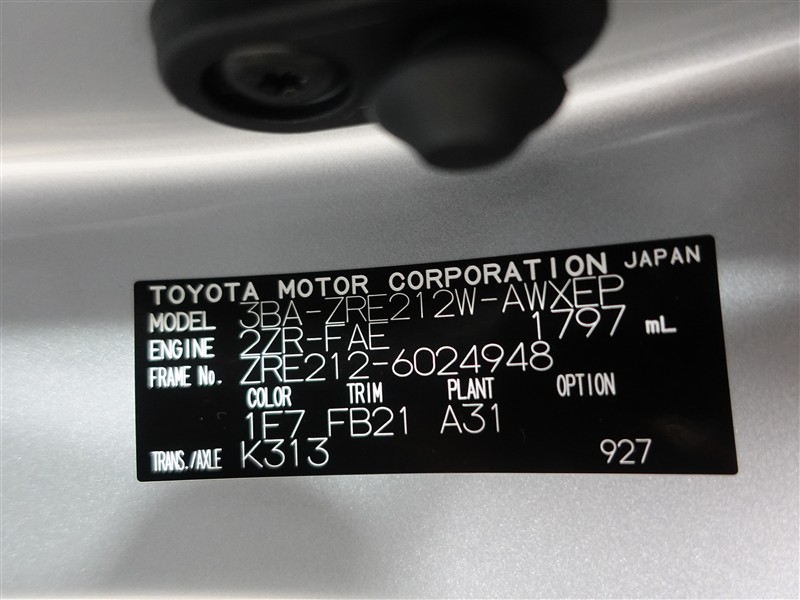 TOYOTA MOTOR CORPORATION JAPAN
MODEL 3BA-ZRE212W-AWXEP
ENGINE 2ZR-FAE 1797 mL
FRAME No. ZRE212-6024948
COLOR TRIM PLANT OPTION
1F7 FB21 A31
TRANS./AXLE K313 927